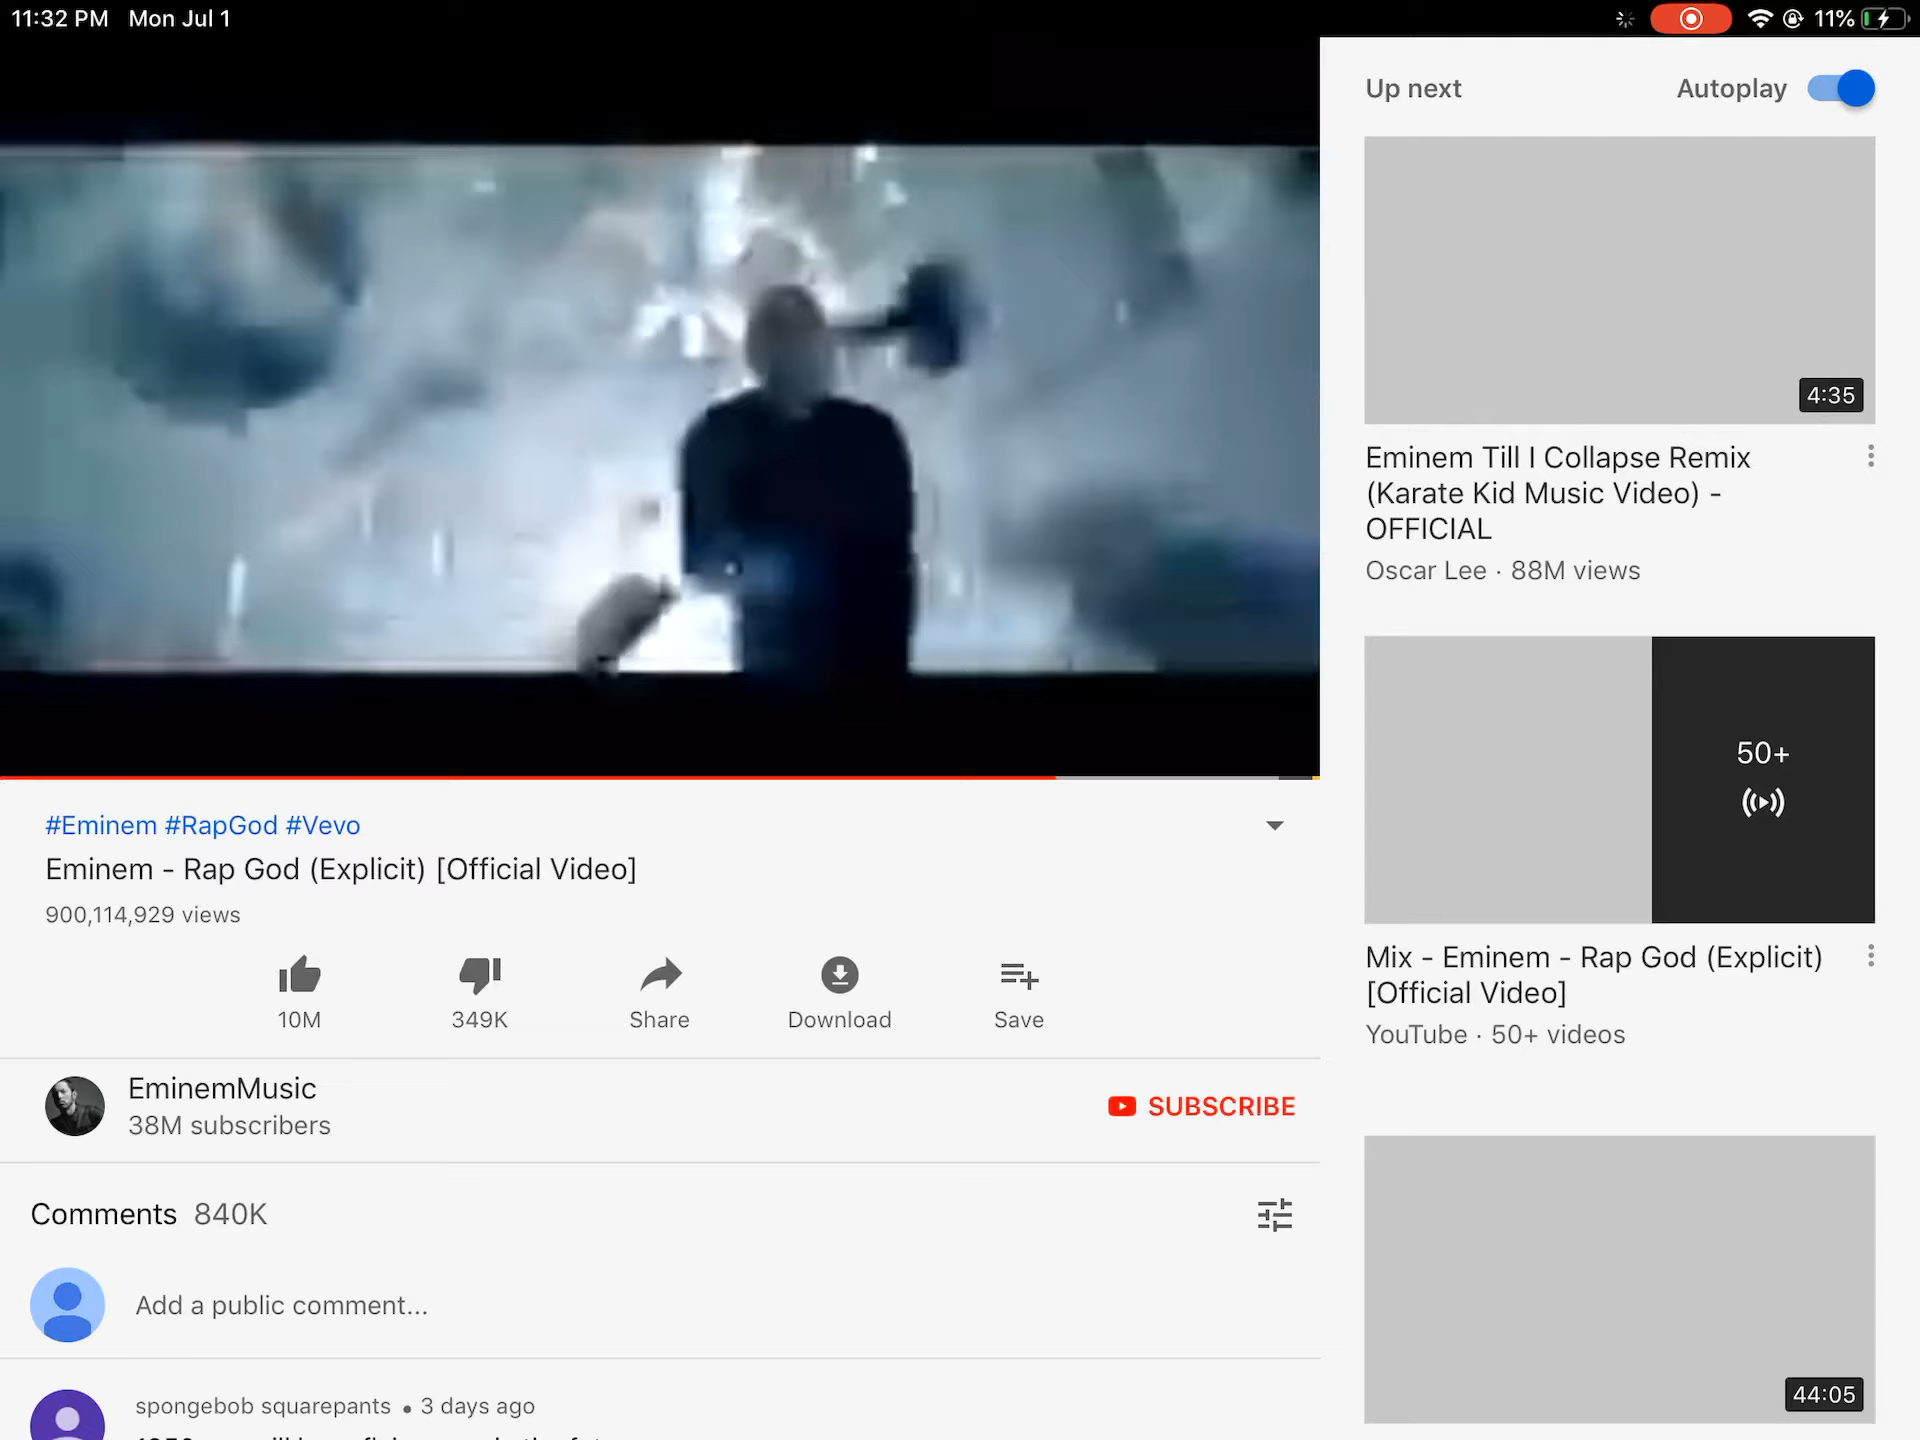 11:32 PM Mon Jul 1
11%
Up next
Autoplay
4:35
Eminem Till I Collapse Remix
(Karate Kid Music Video) -
OFFICIAL
Oscar Lee · 88M views
50+
Mix - Eminem - Rap God (Explicit)
[Official Video]
YouTube · 50+ videos
44:05
#Eminem #RapGod #Vevo
Eminem - Rap God (Explicit) [Official Video]
900,114,929 views
10M
349K
Share
Download
Save
EminemMusic
38M subscribers
SUBSCRIBE
Comments 840K
Add a public comment...
spongebob squarepants • 3 days ago